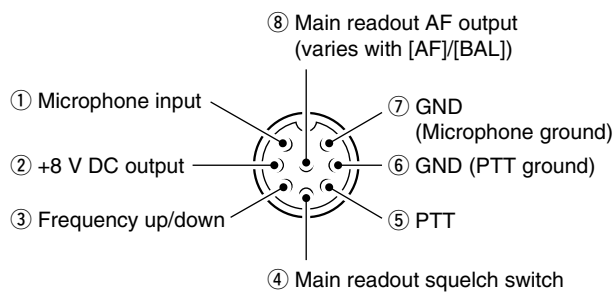 ⑧ Main readout AF output
(varies with [AF]/[BAL])
① Microphone input
⑦ GND
(Microphone ground)
② +8 V DC output
⑥ GND (PTT ground)
③ Frequency up/down
⑤ PTT
④ Main readout squelch switch